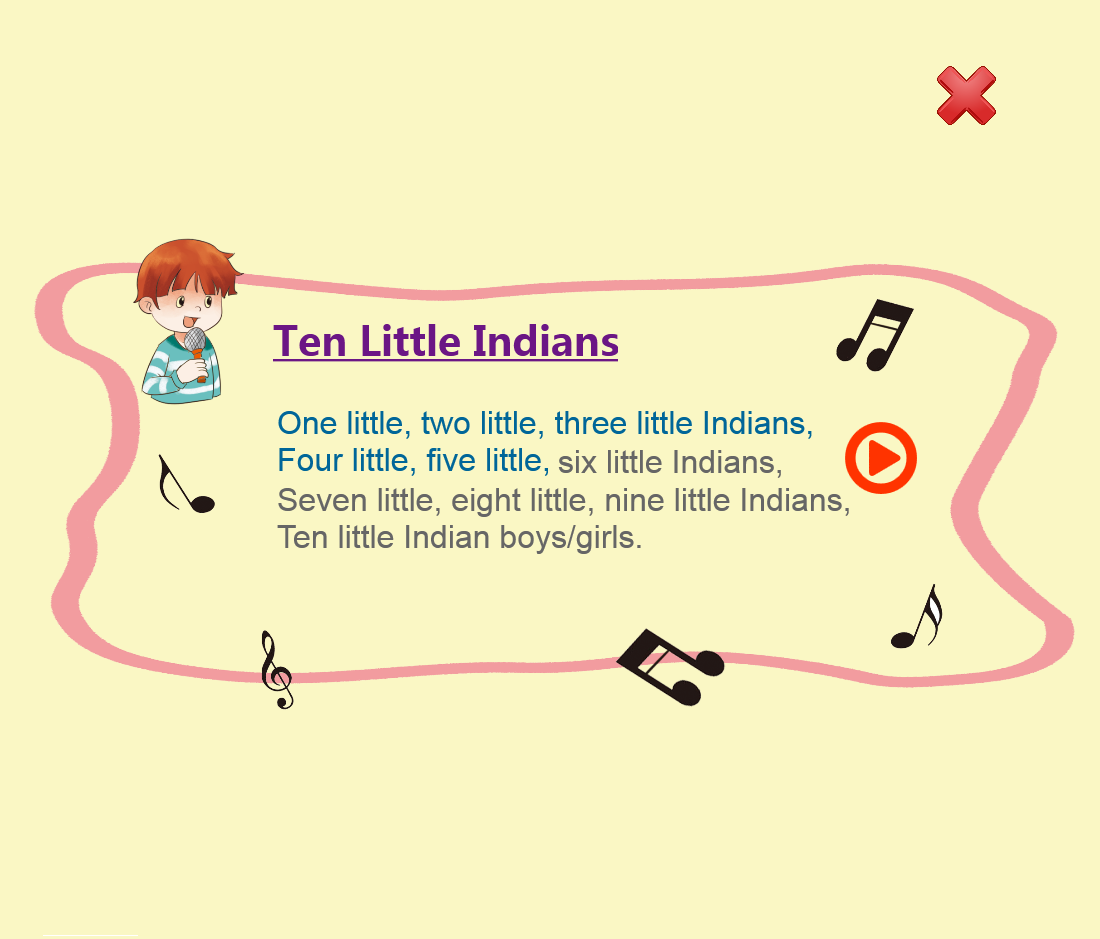 Ten Little Indians
One little, two little, three little Indians,
Four little, five little, six little Indians,
Seven little, eight little, nine little Indians,
Ten little Indian boys/girls.